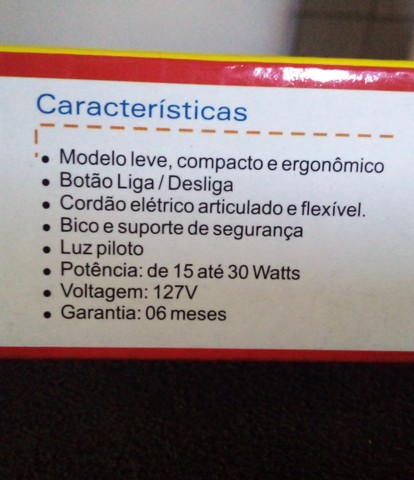 Características
• Modelo leve, compacto e ergonômico
• Botão Liga / Desliga
• Cordão elétrico articulado e flexível.
• Bico e suporte de segurança
• Luz piloto
• Potência: de 15 até 30 Watts
• Voltagem: 127V
• Garantia: 06 meses